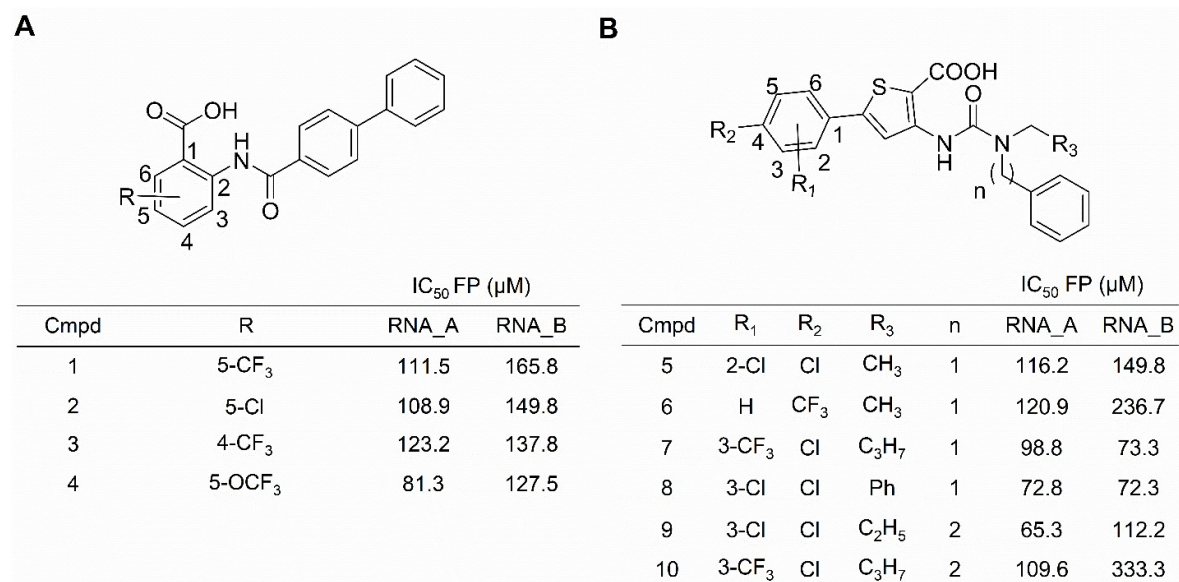 A
B
O
OH
H
N
O
R
1
2
3
4
5
6
S
COOH
O
N
H
N
R3
R2
R1
n
1
2
3
4
5
6
IC50 FP (µM)
Cmpd R RNA_A RNA_B
1 5-CF3 111.5 165.8
2 5-Cl 108.9 149.8
3 4-CF3 123.2 137.8
4 5-OCF3 81.3 127.5
IC50 FP (µM)
Cmpd R1 R2 R3 n RNA_A RNA_B
5 2-Cl Cl CH3 1 116.2 149.8
6 H CF3 CH3 1 120.9 236.7
7 3-CF3 Cl C3H7 1 98.8 73.3
8 3-Cl Cl Ph 1 72.8 72.3
9 3-Cl Cl C2H5 2 65.3 112.2
10 3-CF3 Cl C3H7 2 109.6 333.3